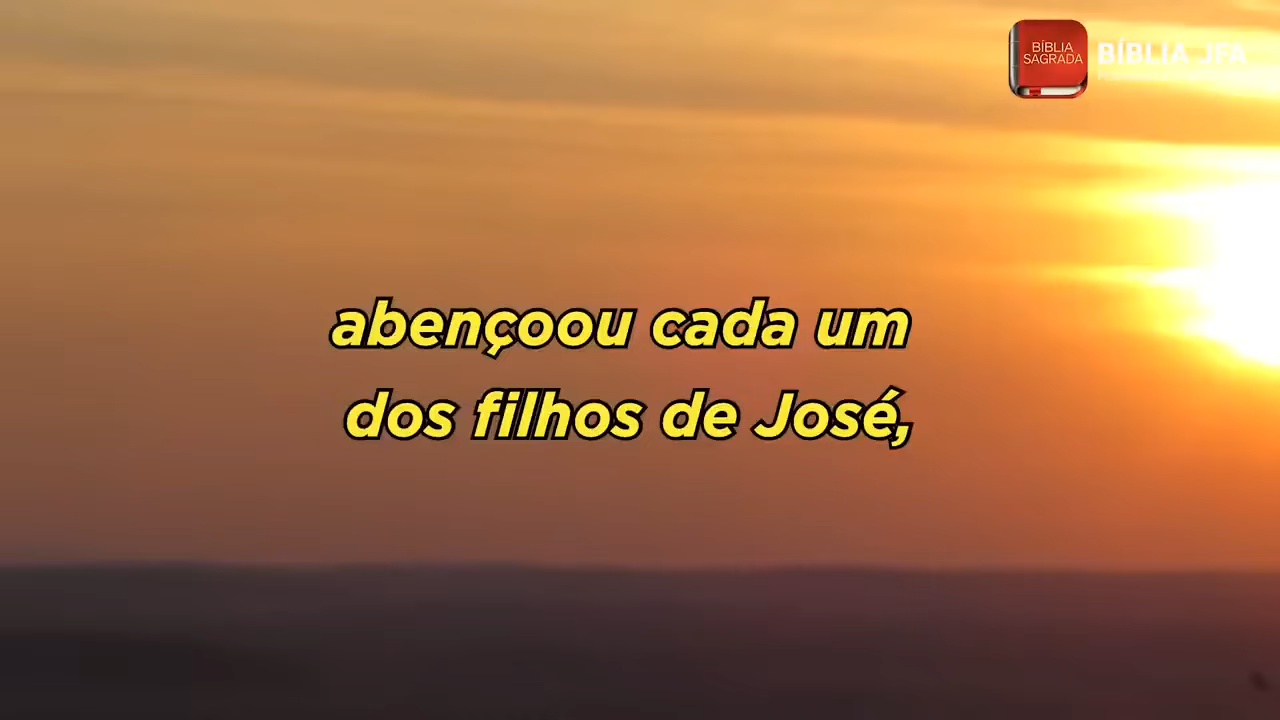 BÍBLIA
SAGRADA
BÍBLIA JFA
abençoou cada um
dos filhos de José,